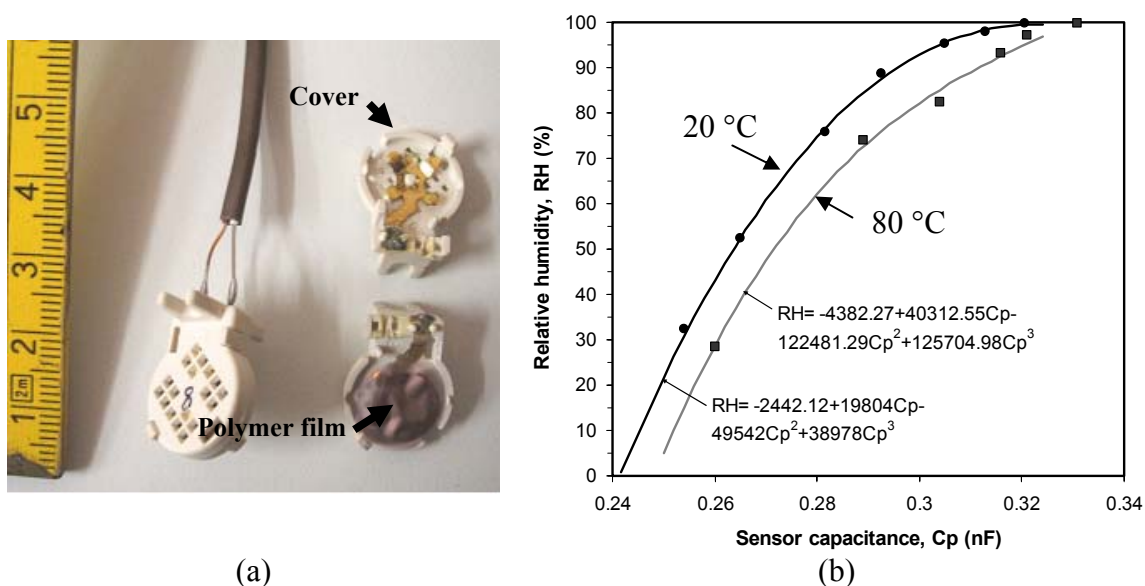 5
4
3
2
1
2m
Cover
8
Polymer film
(a)
Relative humidity, RH (%)
100
90
80
70
60
50
40
30
20
10
0
20 °C
80 °C
RH= -4382.27+40312.55Cp-
122481.29Cp²+125704.98Cp³
RH= -2442.12+19804Cp-
49542Cp²+38978Cp³
0.24 0.26 0.28 0.3 0.32 0.34
Sensor capacitance, Cp (nF)
(b)